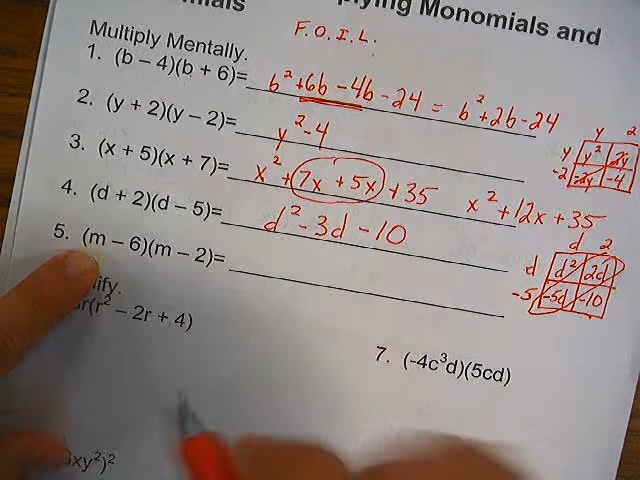 Monomials and
F.O.I.L.
Multiply Mentally.
1. (b – 4)(b + 6)= b² + 6b - 4b - 24 = b² + 2b - 24
2. (y + 2)(y – 2)= y² - 4
y 2
y y² 2y
-2 -2y -4
3. (x + 5)(x + 7)= x² + 7x + 5x + 35 x² + 12x + 35
4. (d + 2)(d – 5)= d² - 3d - 10
d 2
d d² 2d
-5 -5d -10
5. (m – 6)(m – 2)=
r(r² – 2r + 4)
7. (-4c³d)(5cd)
xy²)²